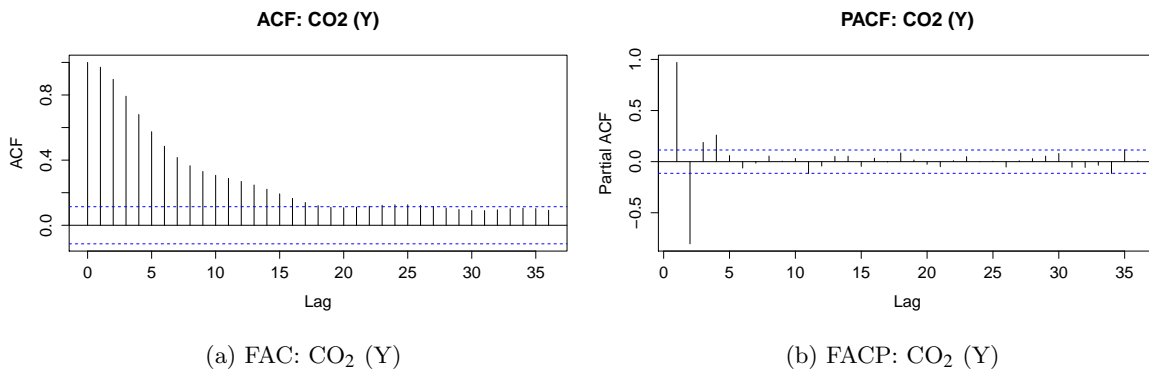 ACF: CO2 (Y)
ACF
0.0 0.4 0.8
0 5 10 15 20 25 30 35
Lag
(a) FAC: CO₂ (Y)
PACF: CO2 (Y)
Partial ACF
−0.5 0.0 0.5 1.0
0 5 10 15 20 25 30 35
Lag
(b) FACP: CO₂ (Y)